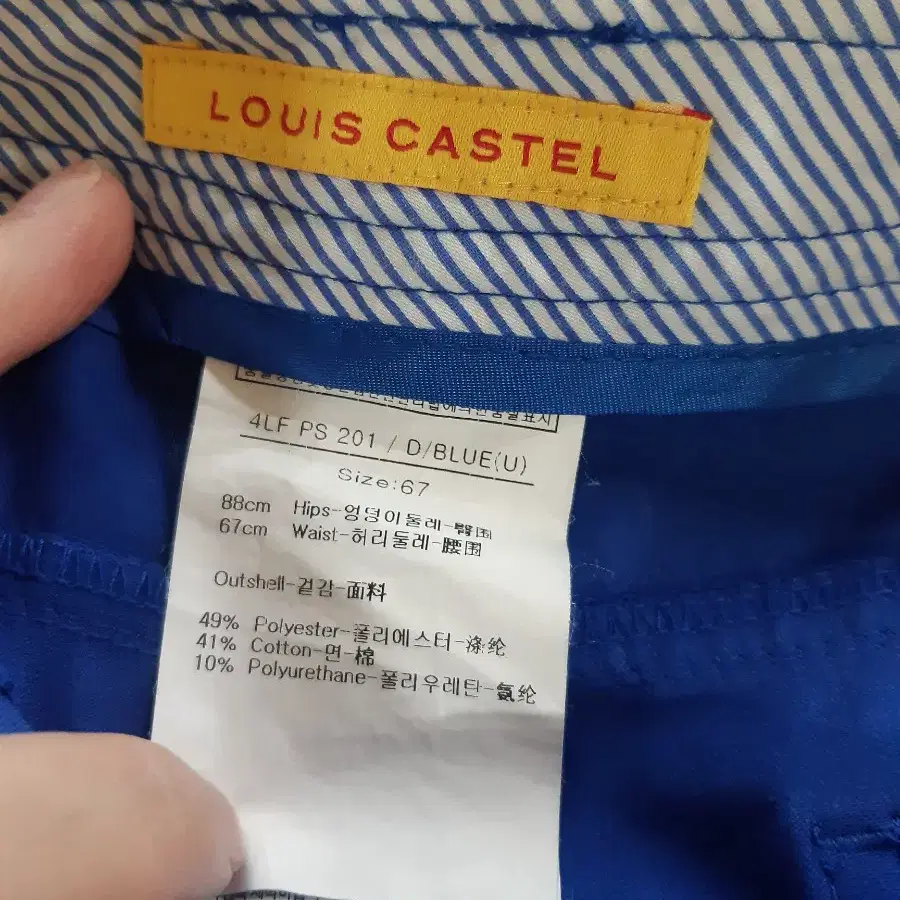 LOUIS CASTEL
4LF PS 201 / D/BLUE(U)
Size:67
88cm Hips-엉덩이둘레-臀围
67cm Waist-허리둘레-腰围
Outshell-겉감-面料
49% Polyester-폴리에스터-涤纶
41% Cotton-면-棉
10% Polyurethane-폴리우레탄-氨纶